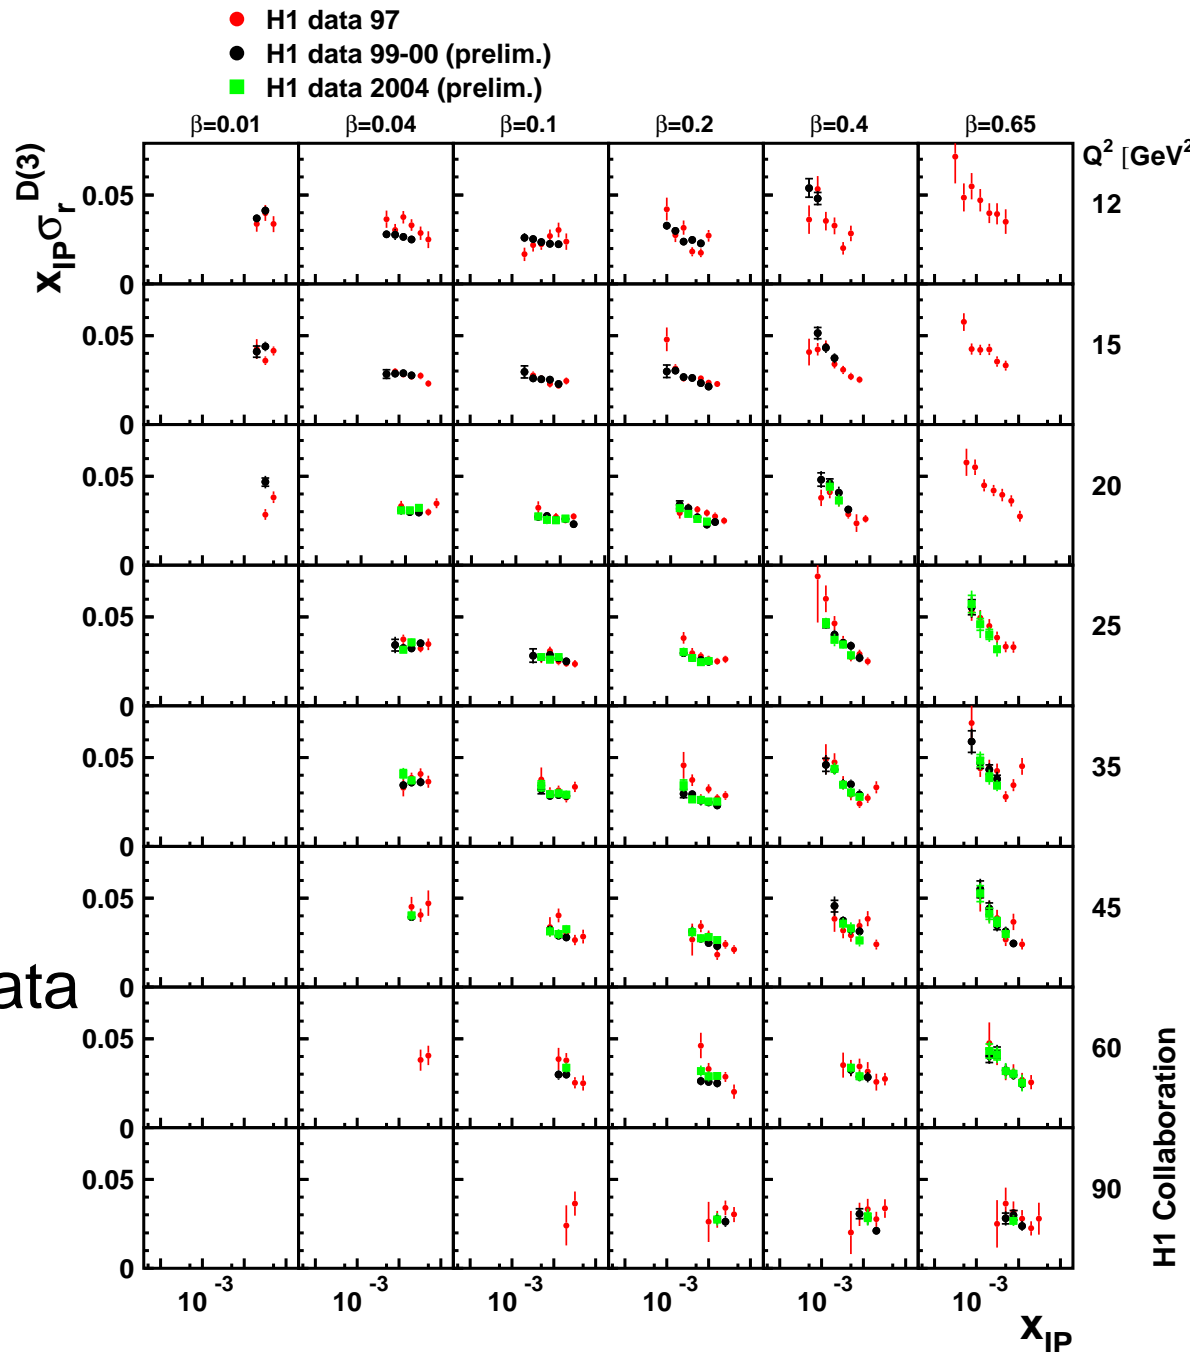 H1 data 97
H1 data 99-00 (prelim.)
H1 data 2004 (prelim.)
β=0.01 β=0.04 β=0.1 β=0.2 β=0.4 β=0.65
x_IP σ_r^D(3)
Q² [GeV²
0.05 12
0
0.05 15
0
0.05 20
0
0.05 25
0
0.05 35
0
0.05 45
0
ata
0.05 60
0
0.05 90
0
10⁻³ 10⁻³ 10⁻³ 10⁻³ 10⁻³ 10⁻³
x_IP
H1 Collaboration